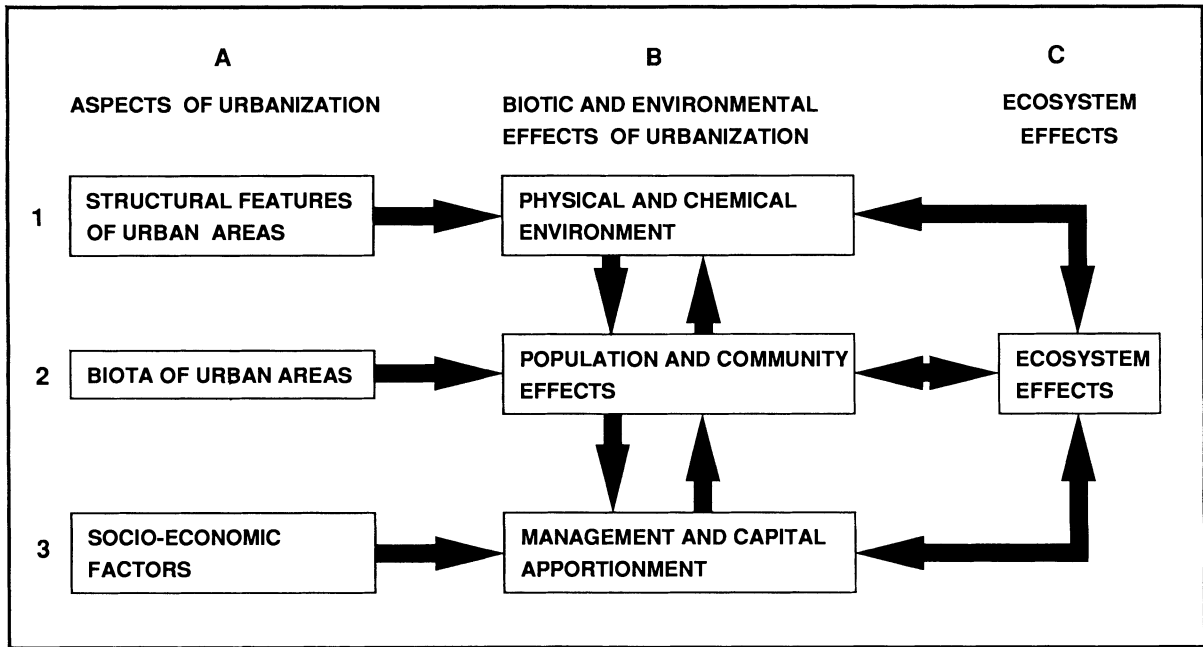 A
B
C
ASPECTS OF URBANIZATION
BIOTIC AND ENVIRONMENTAL
EFFECTS OF URBANIZATION
ECOSYSTEM
EFFECTS
1
STRUCTURAL FEATURES
OF URBAN AREAS
PHYSICAL AND CHEMICAL
ENVIRONMENT
2
BIOTA OF URBAN AREAS
POPULATION AND COMMUNITY
EFFECTS
ECOSYSTEM
EFFECTS
3
SOCIO-ECONOMIC
FACTORS
MANAGEMENT AND CAPITAL
APPORTIONMENT